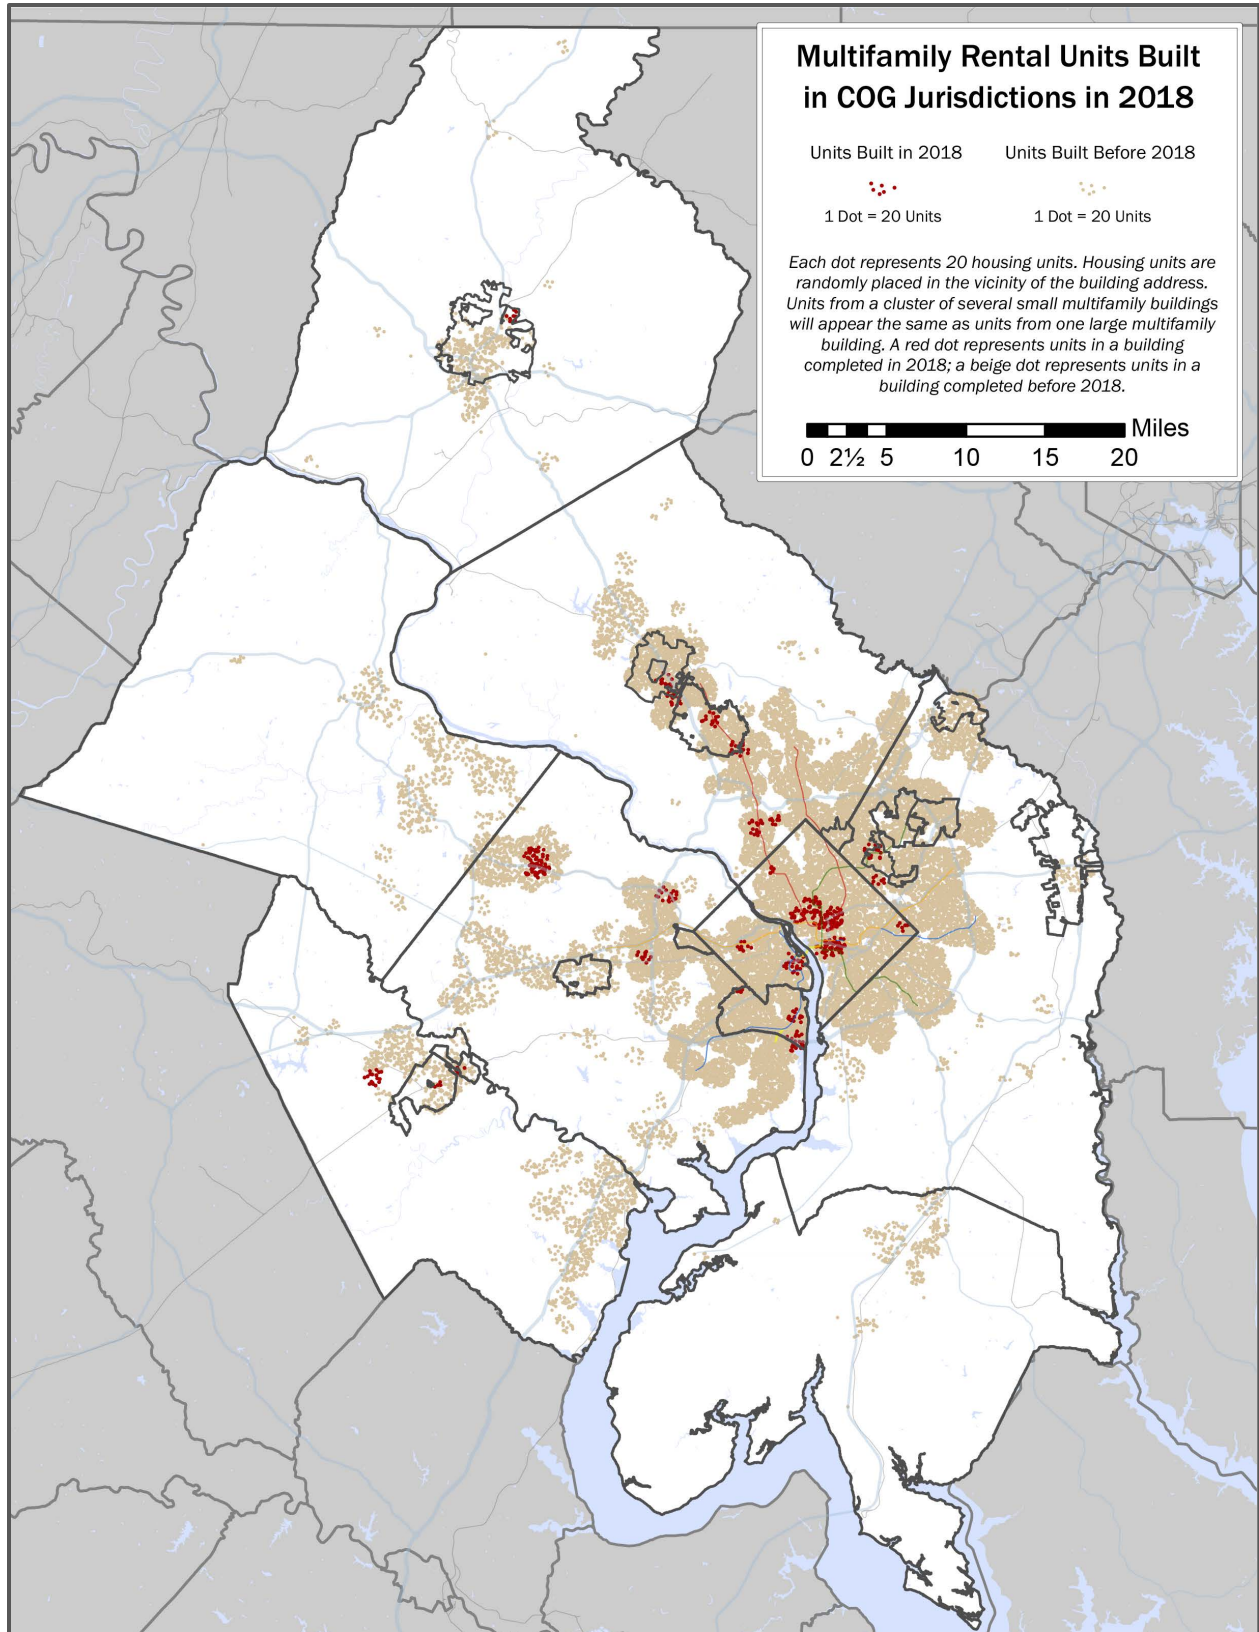 Multifamily Rental Units Built
in COG Jurisdictions in 2018
Units Built in 2018 Units Built Before 2018
1 Dot = 20 Units 1 Dot = 20 Units
Each dot represents 20 housing units. Housing units are
randomly placed in the vicinity of the building address.
Units from a cluster of several small multifamily buildings
will appear the same as units from one large multifamily
building. A red dot represents units in a building
completed in 2018; a beige dot represents units in a
building completed before 2018.
Miles
0 2½ 5 10 15 20